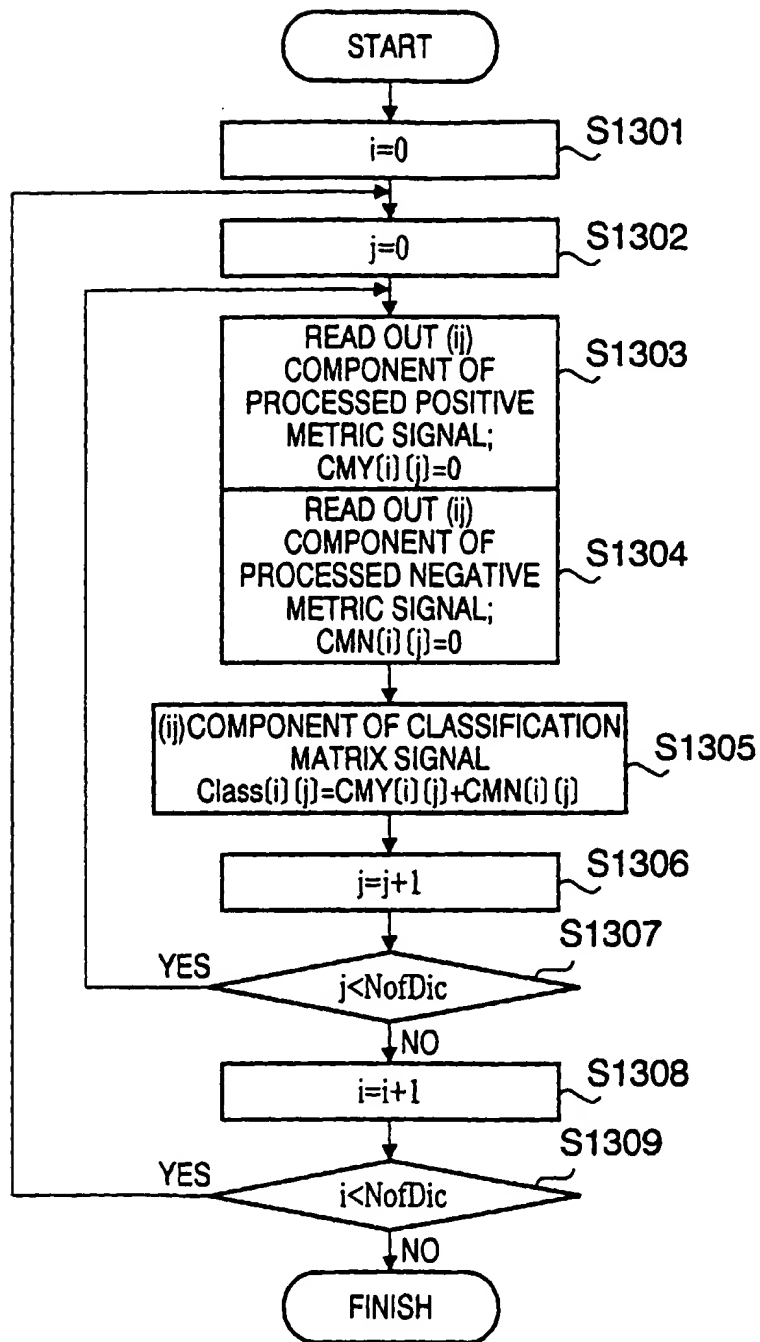 START
i=0
S1301
j=0
S1302
READ OUT (ij)
COMPONENT OF
PROCESSED POSITIVE
METRIC SIGNAL;
CMY(i)(j)=0
S1303
READ OUT (ij)
COMPONENT OF
PROCESSED NEGATIVE
METRIC SIGNAL;
CMN(i)(j)=0
S1304
(ij)COMPONENT OF CLASSIFICATION
MATRIX SIGNAL
Class(i)(j)=CMY(i)(j)+CMN(i)(j)
S1305
j=j+1
S1306
j<NofDic
S1307
YES
NO
i=i+1
S1308
i<NofDic
S1309
YES
NO
FINISH